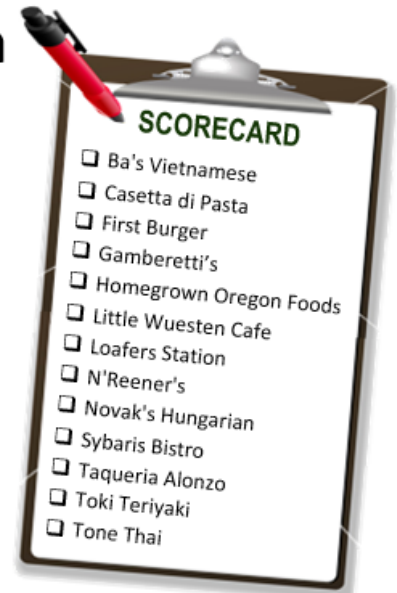 SCORECARD
❑ Ba's Vietnamese
❑ Casetta di Pasta
❑ First Burger
❑ Gamberetti’s
❑ Homegrown Oregon Foods
❑ Little Wuesten Cafe
❑ Loafers Station
❑ N'Reener's
❑ Novak's Hungarian
❑ Sybaris Bistro
❑ Taqueria Alonzo
❑ Toki Teriyaki
❑ Tone Thai